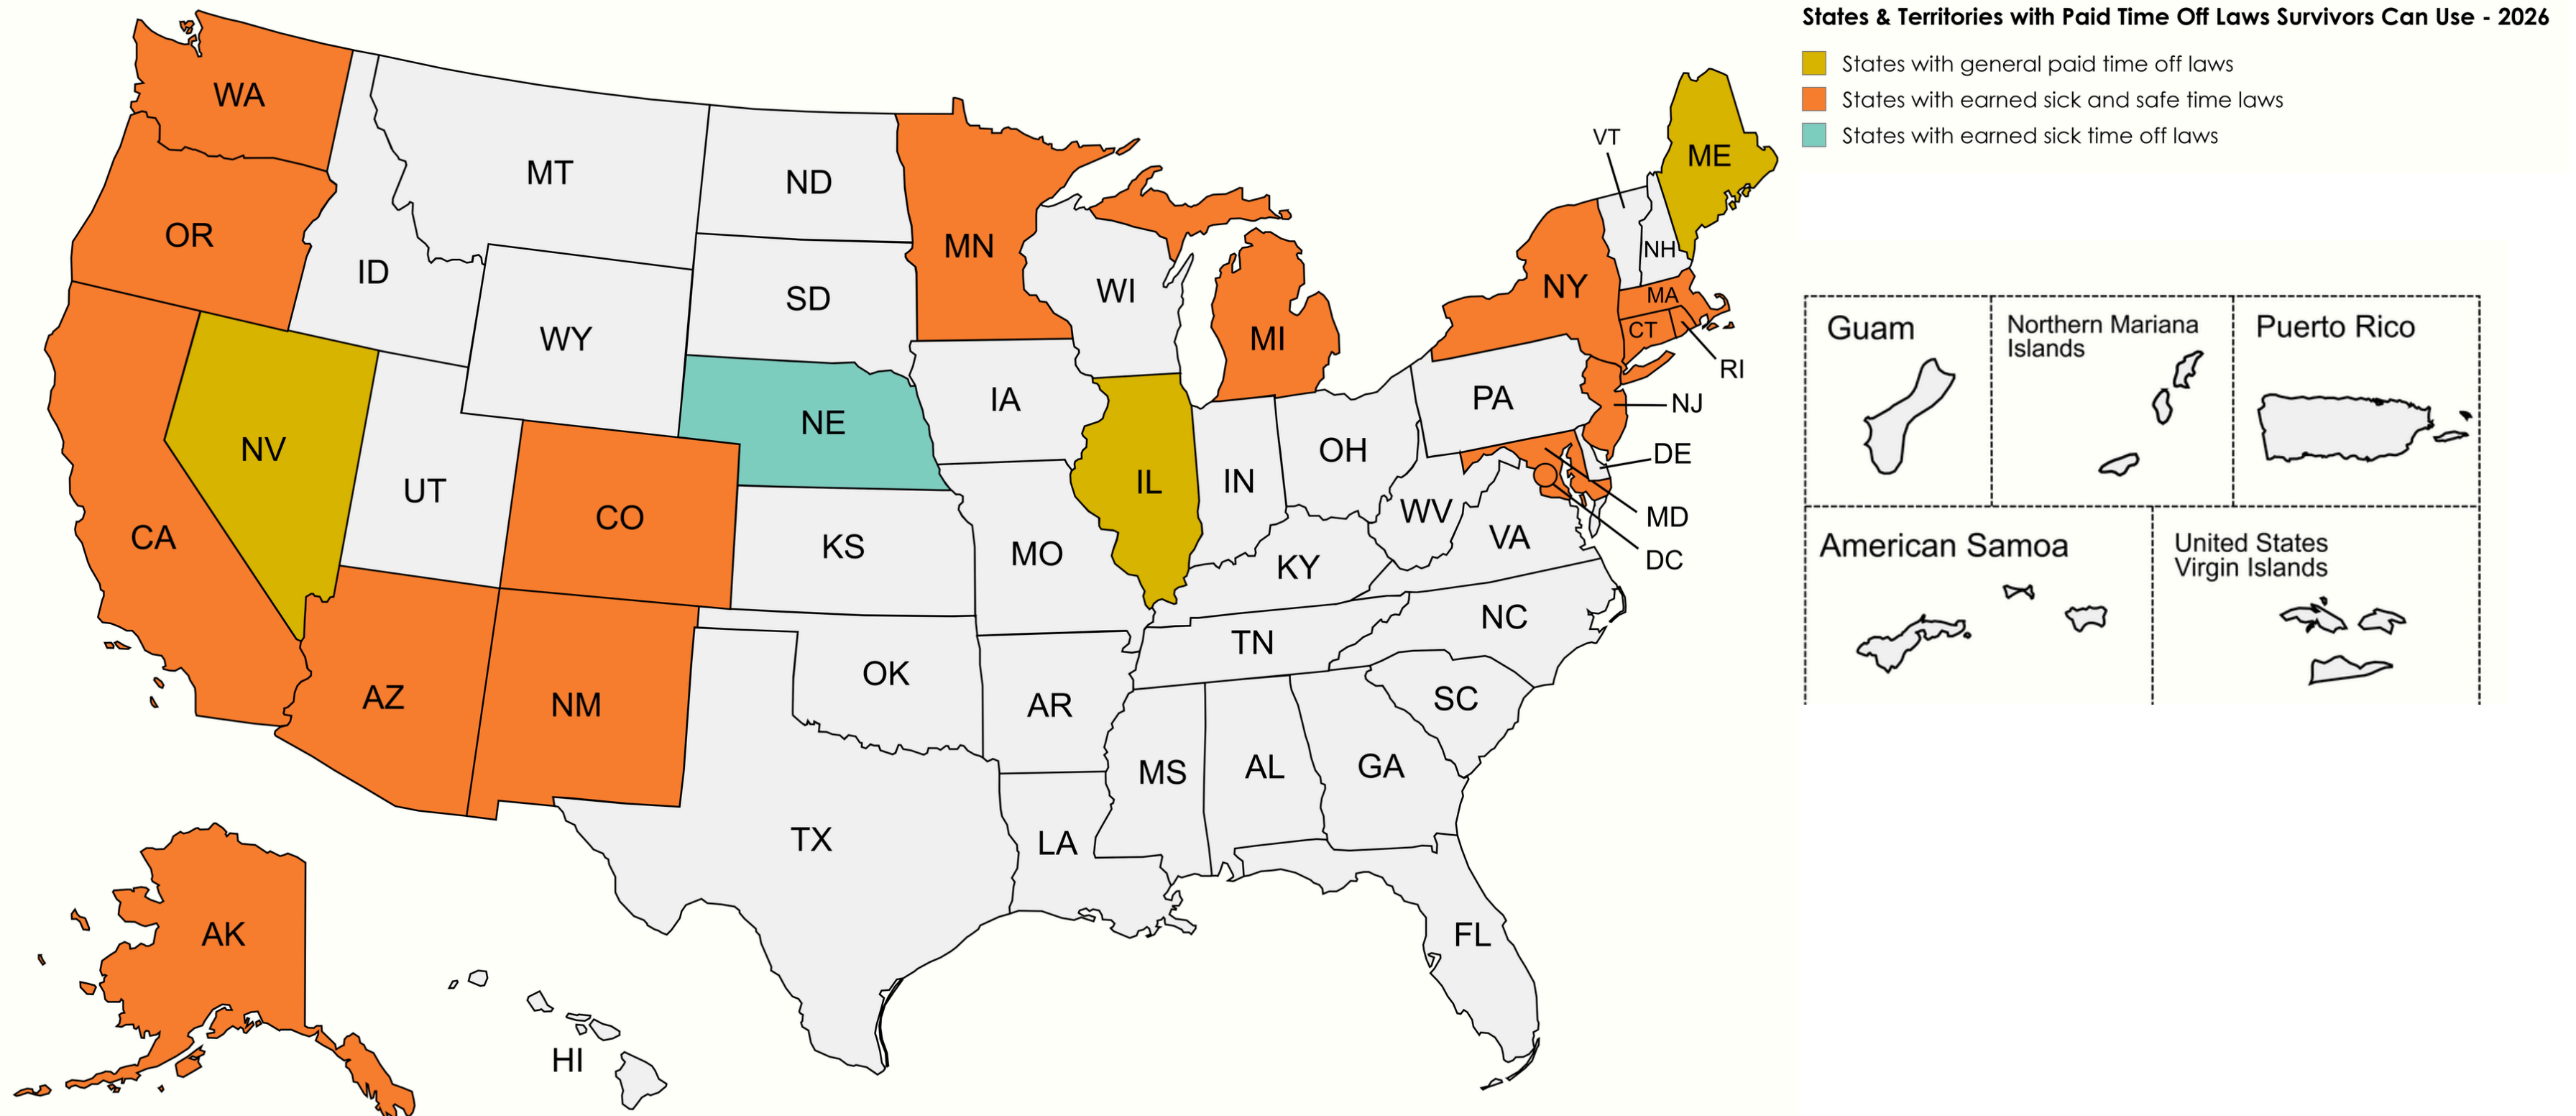 States & Territories with Paid Time Off Laws Survivors Can Use - 2026
States with general paid time off laws
States with earned sick and safe time laws
States with earned sick time off laws
WA
MT
ND
MN
VT
ME
OR
ID
SD
WI
NH
NY
MA
WY
MI
CT
RI
IA
PA
NJ
NE
NV
UT
IL
IN
OH
DE
CA
CO
KS
MO
WV
VA
MD
DC
KY
NC
TN
AZ
NM
OK
AR
SC
MS
AL
GA
TX
LA
AK
FL
HI
Guam
Northern Mariana
Islands
Puerto Rico
American Samoa
United States
Virgin Islands